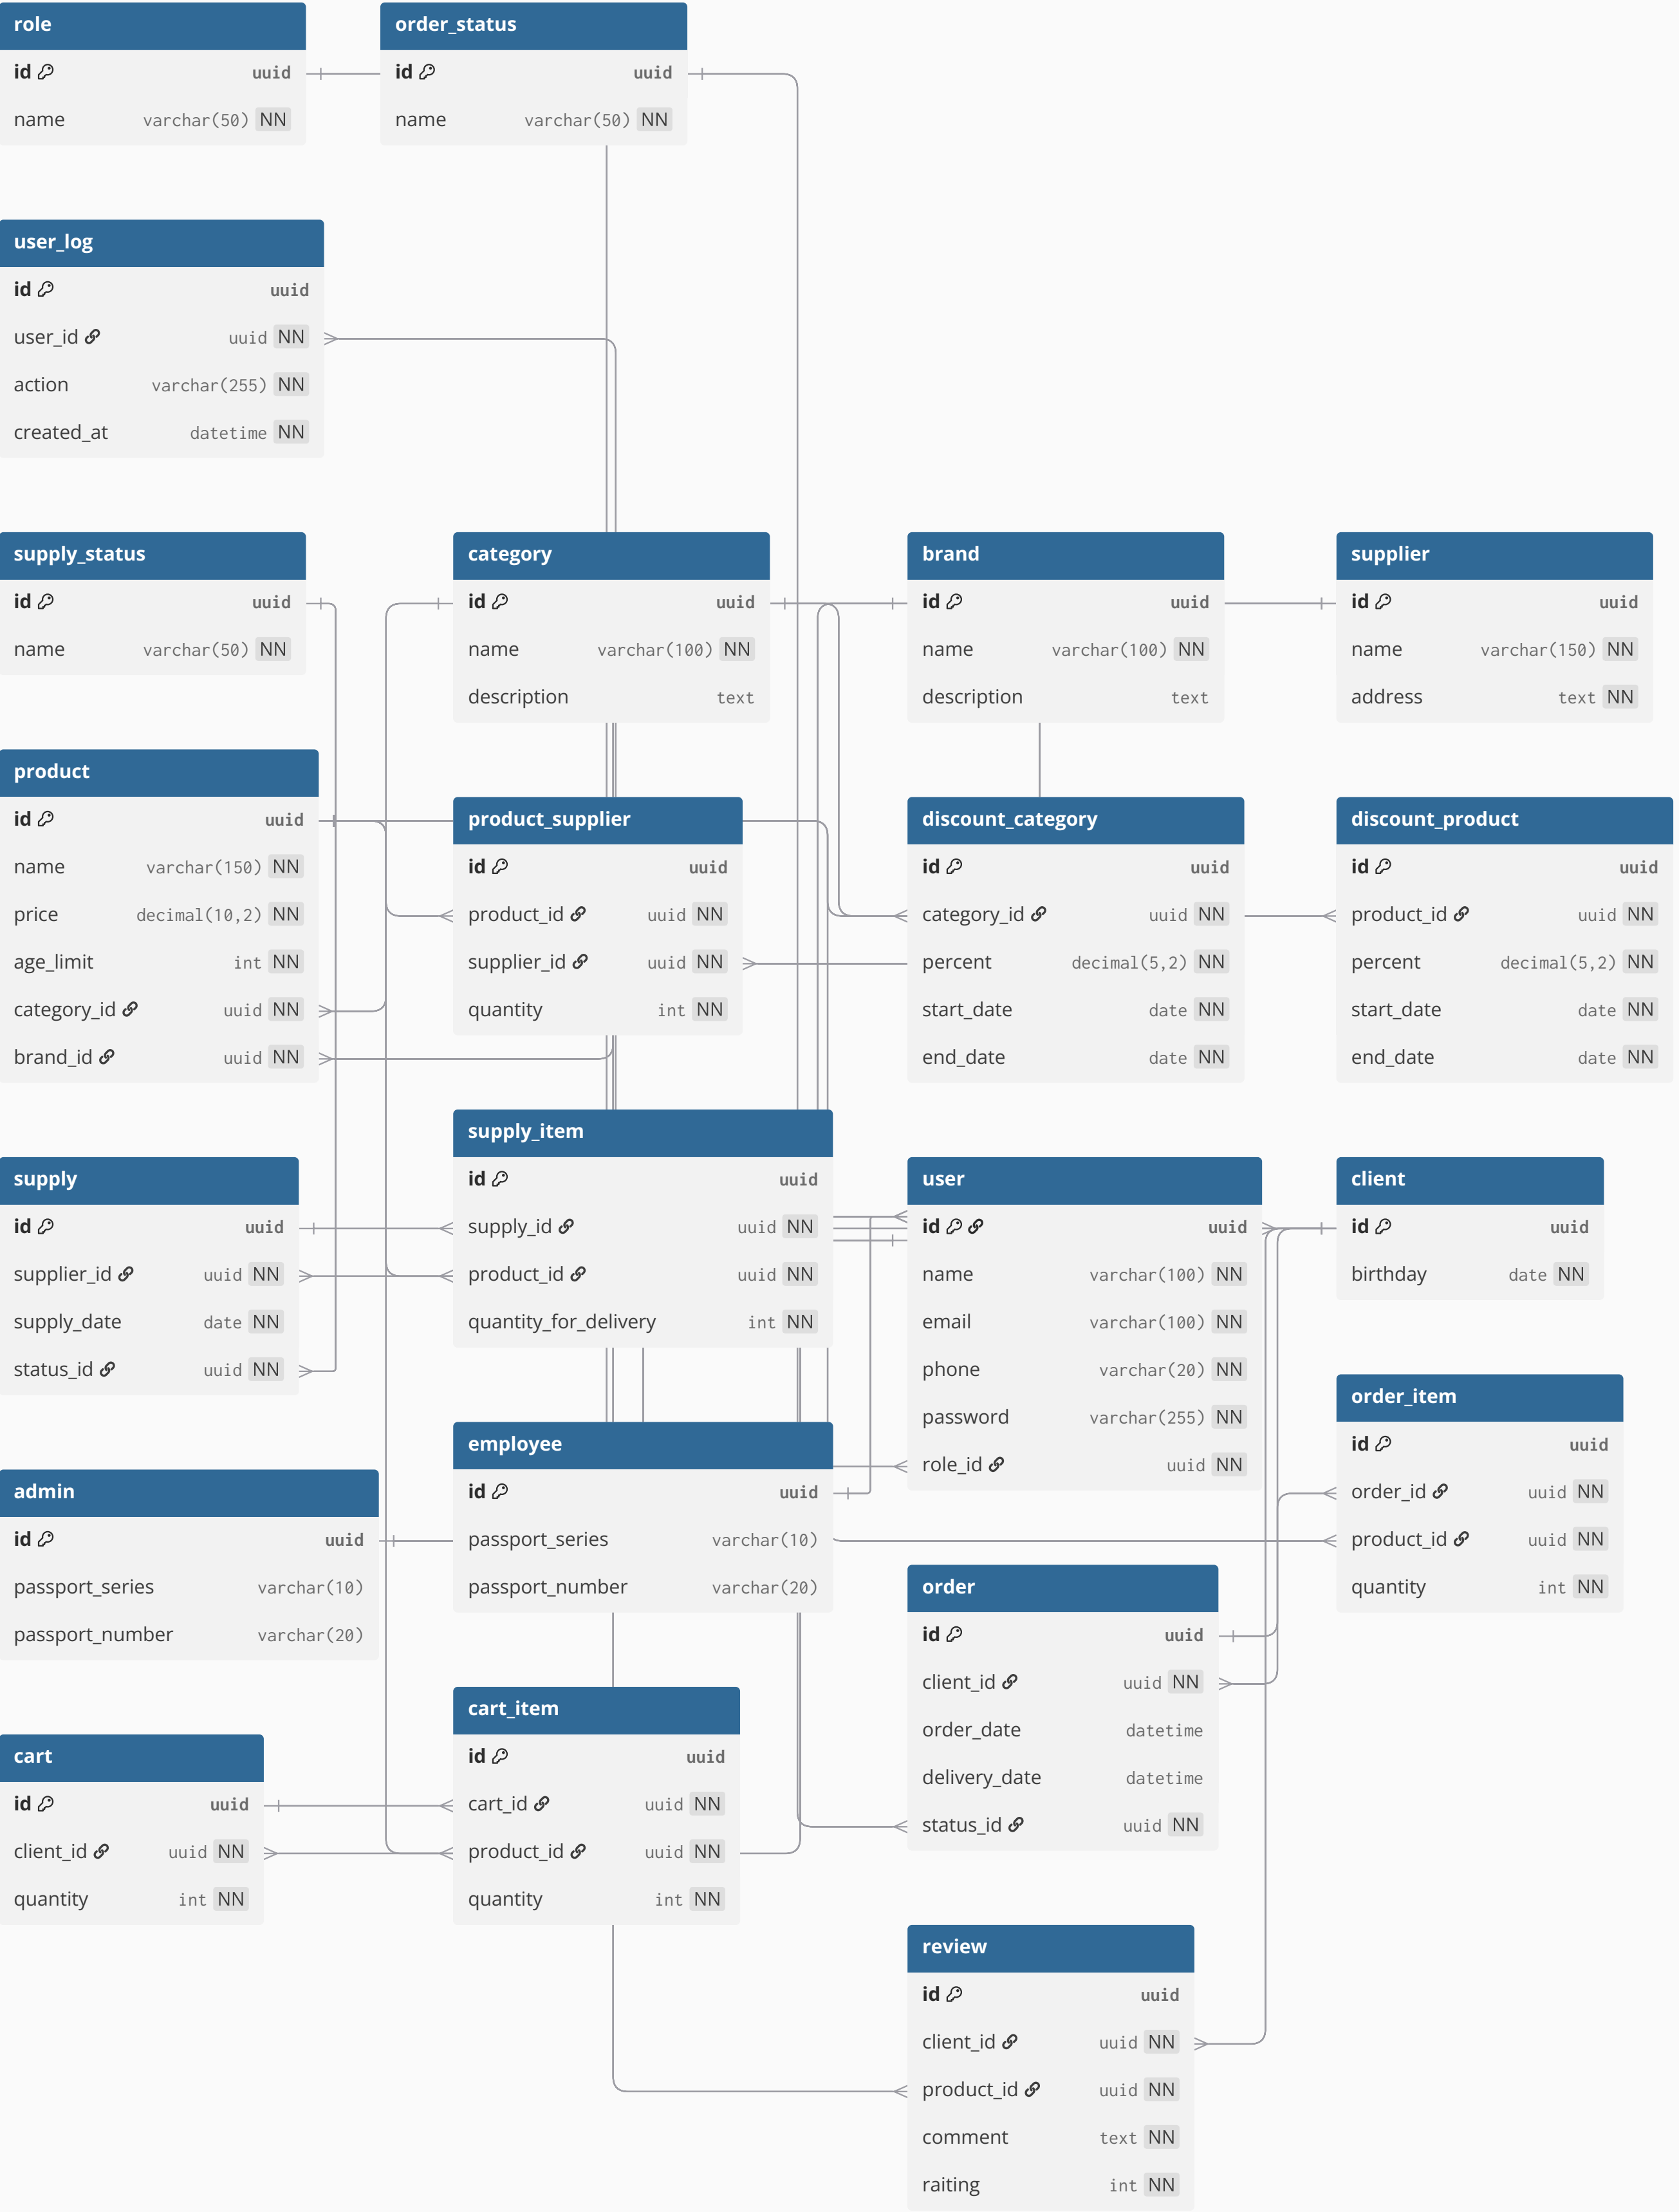 role
id uuid
name varchar(50) NN
order_status
id uuid
name varchar(50) NN
user_log
id uuid
user_id uuid NN
action varchar(255) NN
created_at datetime NN
supply_status
id uuid
name varchar(50) NN
category
id uuid
name varchar(100) NN
description text
brand
id uuid
name varchar(100) NN
description text
supplier
id uuid
name varchar(150) NN
address text NN
product
id uuid
name varchar(150) NN
price decimal(10,2) NN
age_limit int NN
category_id uuid NN
brand_id uuid NN
product_supplier
id uuid
product_id uuid NN
supplier_id uuid NN
quantity int NN
discount_category
id uuid
category_id uuid NN
percent decimal(5,2) NN
start_date date NN
end_date date NN
discount_product
id uuid
product_id uuid NN
percent decimal(5,2) NN
start_date date NN
end_date date NN
supply
id uuid
supplier_id uuid NN
supply_date date NN
status_id uuid NN
supply_item
id uuid
supply_id uuid NN
product_id uuid NN
quantity_for_delivery int NN
user
id uuid
name varchar(100) NN
email varchar(100) NN
phone varchar(20) NN
password varchar(255) NN
role_id uuid NN
client
id uuid
birthday date NN
order_item
id uuid
order_id uuid NN
product_id uuid NN
quantity int NN
admin
id uuid
passport_series varchar(10)
passport_number varchar(20)
employee
id uuid
passport_series varchar(10)
passport_number varchar(20)
order
id uuid
client_id uuid NN
order_date datetime
delivery_date datetime
status_id uuid NN
cart
id uuid
client_id uuid NN
quantity int NN
cart_item
id uuid
cart_id uuid NN
product_id uuid NN
quantity int NN
review
id uuid
client_id uuid NN
product_id uuid NN
comment text NN
raiting int NN